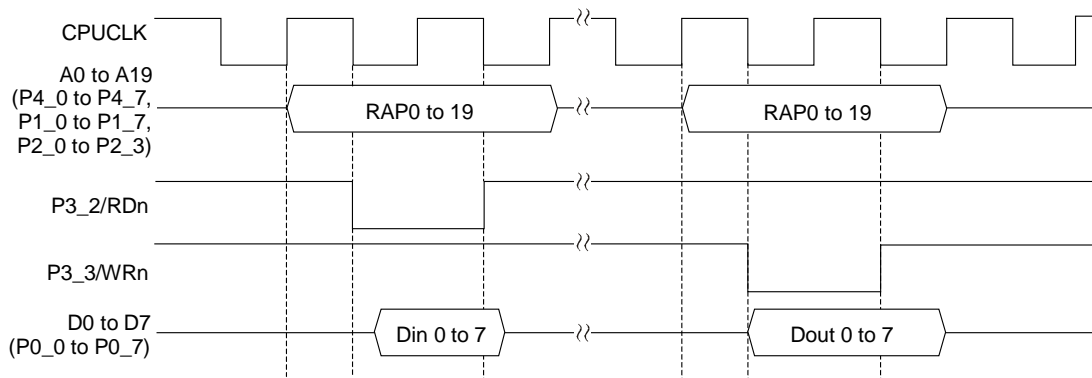 CPUCLK
A0 to A19
(P4_0 to P4_7,
P1_0 to P1_7,
P2_0 to P2_3)
RAP0 to 19
RAP0 to 19
P3_2/RDn
P3_3/WRn
D0 to D7
(P0_0 to P0_7)
Din 0 to 7
Dout 0 to 7